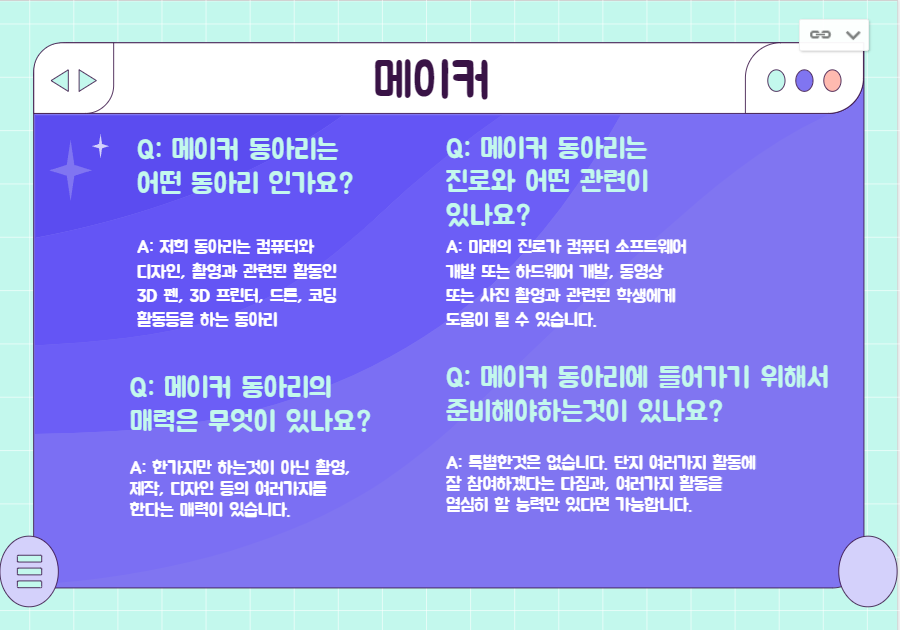 메이커
Q: 메이커 동아리는
어떤 동아리 인가요?
A: 저희 동아리는 컴퓨터와
디자인, 촬영과 관련된 활동인
3D 펜, 3D 프린터, 드론, 코딩
활동등을 하는 동아리
Q: 메이커 동아리는
진로와 어떤 관련이
있나요?
A: 미래의 진로가 컴퓨터 소프트웨어
개발 또는 하드웨어 개발, 동영상
또는 사진 촬영과 관련된 학생에게
도움이 될 수 있습니다.
Q: 메이커 동아리의
매력은 무엇이 있나요?
A: 한가지만 하는것이 아닌 촬영,
제작, 디자인 등의 여러가지를
한다는 매력이 있습니다.
Q: 메이커 동아리에 들어가기 위해서
준비해야하는것이 있나요?
A: 특별한것은 없습니다. 단지 여러가지 활동에
잘 참여하겠다는 다짐과, 여러가지 활동을
열심히 할 능력만 있다면 가능합니다.